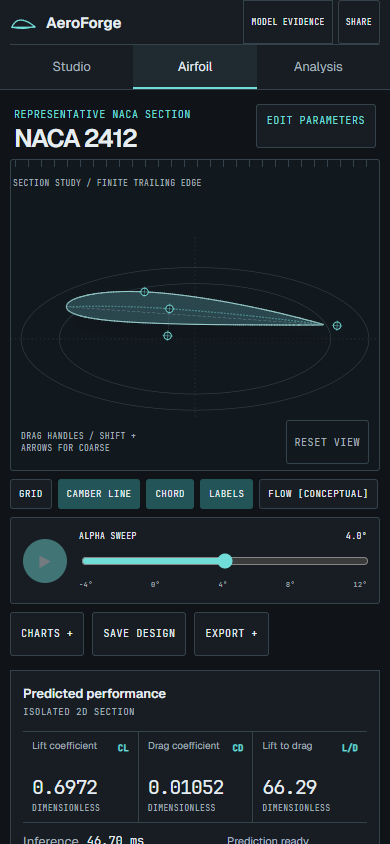 AeroForge
MODEL EVIDENCE
SHARE
Studio
Airfoil
Analysis
REPRESENTATIVE NACA SECTION
NACA 2412
EDIT PARAMETERS
SECTION STUDY / FINITE TRAILING EDGE
DRAG HANDLES / SHIFT +
ARROWS FOR COARSE
RESET VIEW
GRID
CAMBER LINE
CHORD
LABELS
FLOW [CONCEPTUAL]
ALPHA SWEEP
4.0°
-4°
0°
4°
8°
12°
CHARTS +
SAVE DESIGN
EXPORT +
Predicted performance
ISOLATED 2D SECTION
Lift coefficient CL
0.6972
DIMENSIONLESS
Drag coefficient CD
0.01052
DIMENSIONLESS
Lift to drag L/D
66.29
DIMENSIONLESS
Inference 46.70 ms
Prediction ready